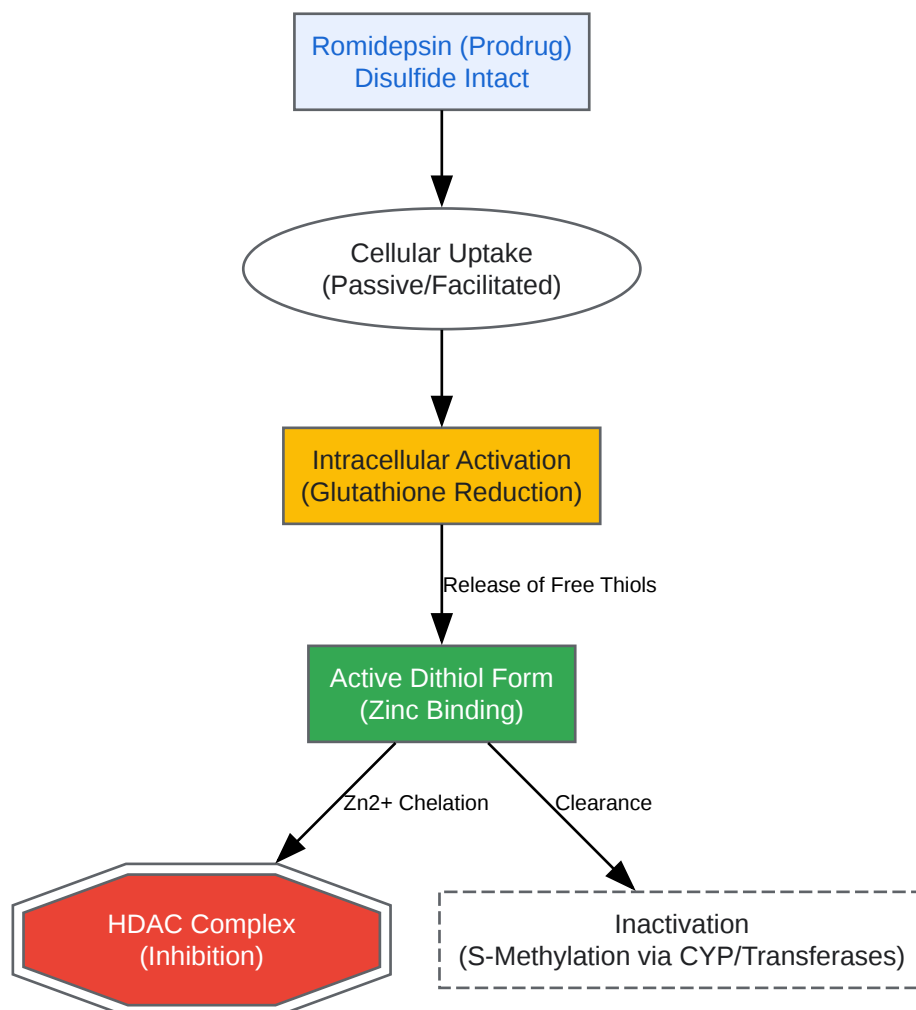 Romidepsin (Prodrug)
Disulfide Intact
Cellular Uptake
(Passive/Facilitated)
Intracellular Activation
(Glutathione Reduction)
Release of Free Thiols
Active Dithiol Form
(Zinc Binding)
Zn2+ Chelation
Clearance
HDAC Complex
(Inhibition)
Inactivation
(S-Methylation via CYP/Transferases)